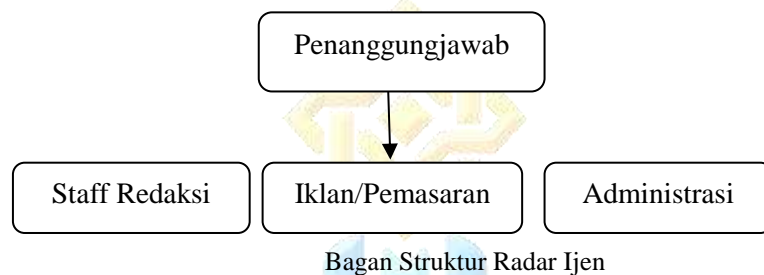 Penanggungjawab
Staff Redaksi
Iklan/Pemasaran
Administrasi
Bagan Struktur Radar Ijen